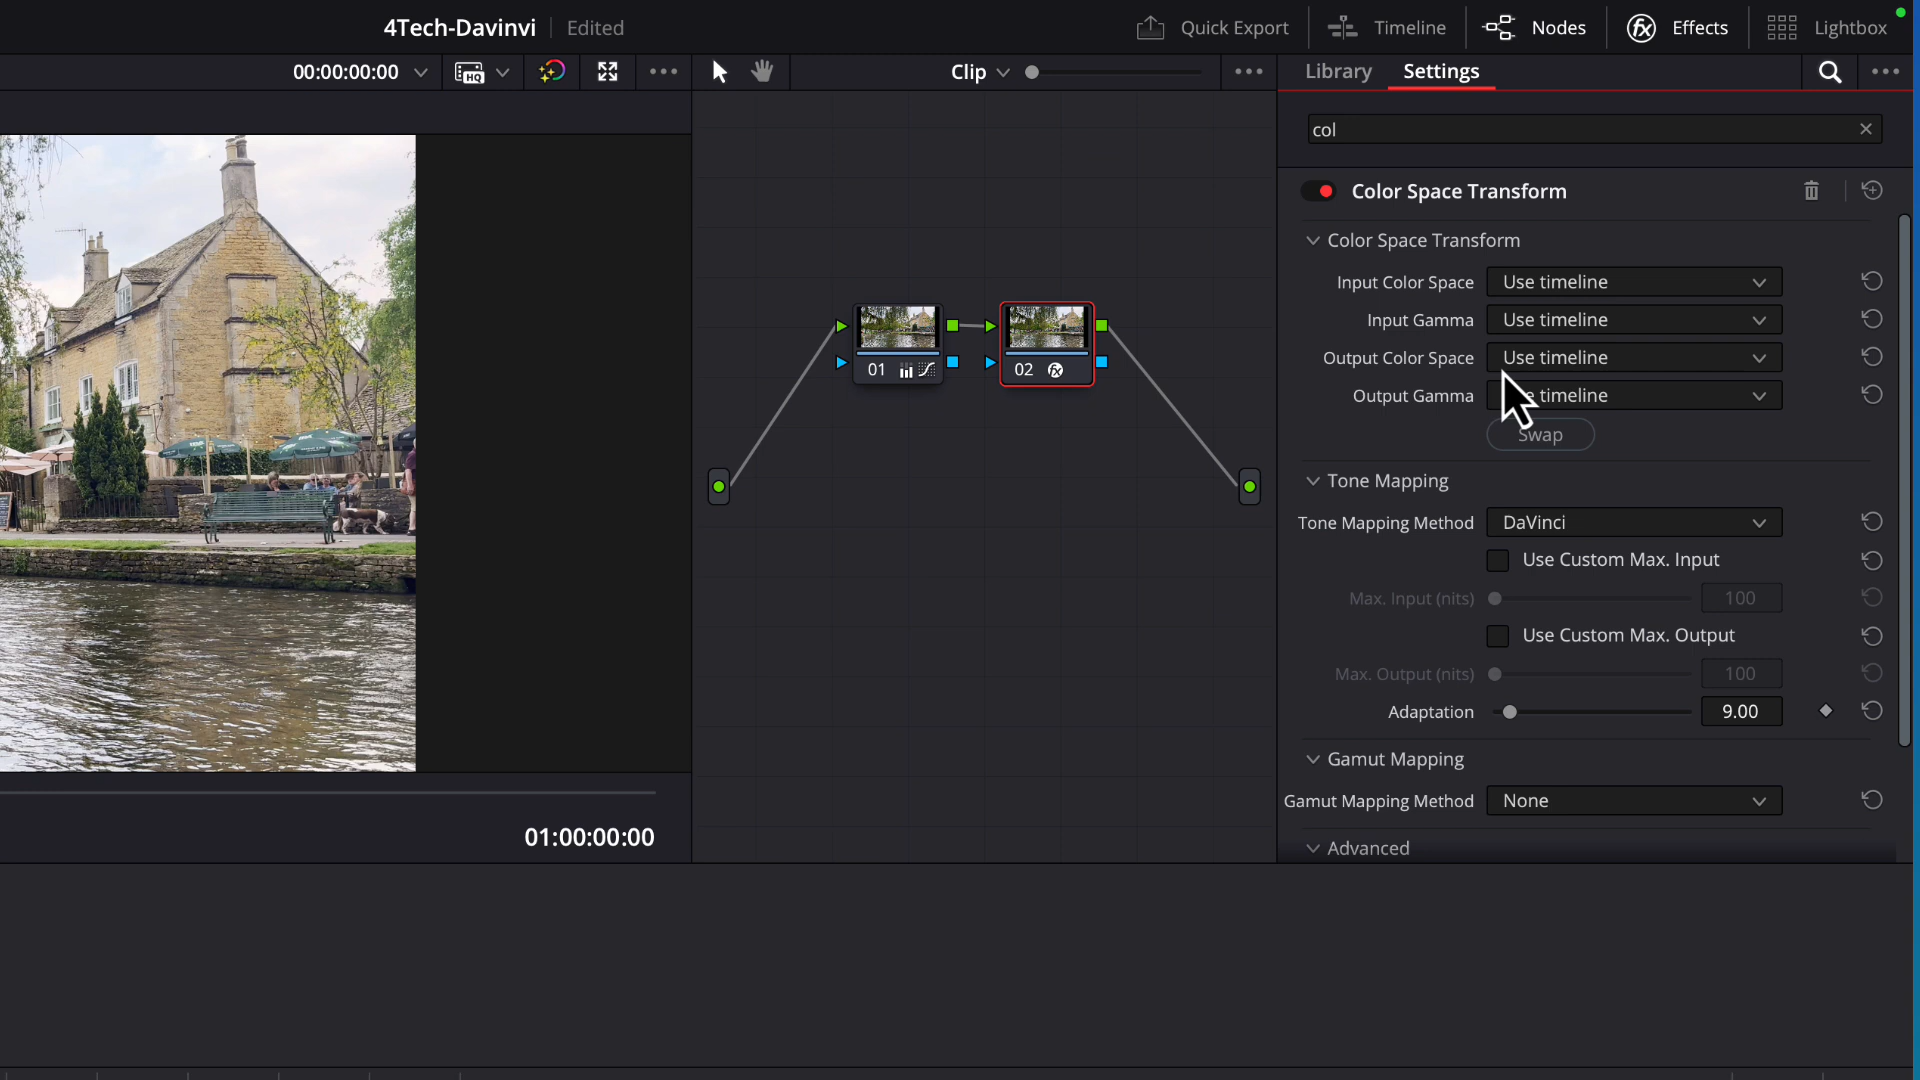 4Tech-Davinvi
Edited
Quick Export
Timeline
Nodes
Effects
Lightbox
00:00:00:00
HQ
Clip
Library
Settings
col
Color Space Transform
Color Space Transform
Input Color Space
Use timeline
Input Gamma
Use timeline
Output Color Space
Use timeline
Output Gamma
timeline
Swap
01
02
fx
Tone Mapping
Tone Mapping Method
DaVinci
Use Custom Max. Input
Max. Input (nits)
100
Use Custom Max. Output
Max. Output (nits)
100
Adaptation
9.00
Gamut Mapping
Gamut Mapping Method
None
Advanced
01:00:00:00